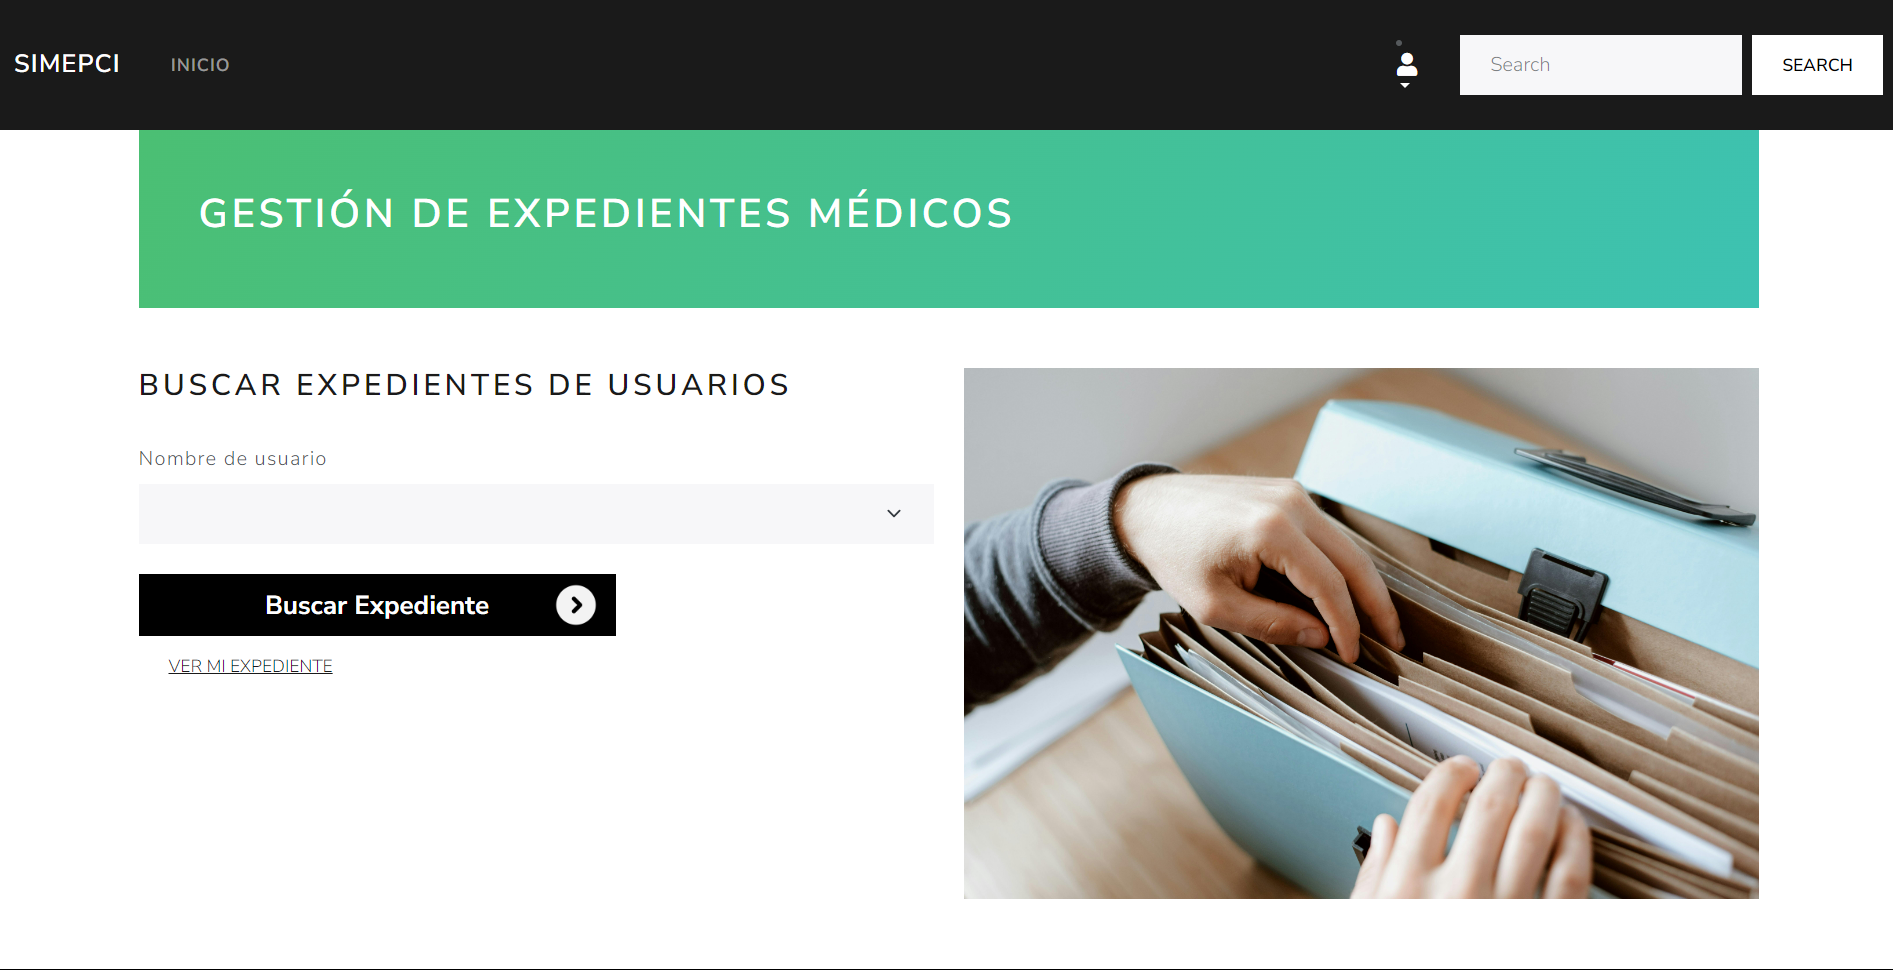 SIMEPCI
INICIO
Search
SEARCH
GESTIÓN DE EXPEDIENTES MÉDICOS
BUSCAR EXPEDIENTES DE USUARIOS
Nombre de usuario
Buscar Expediente
VER MI EXPEDIENTE